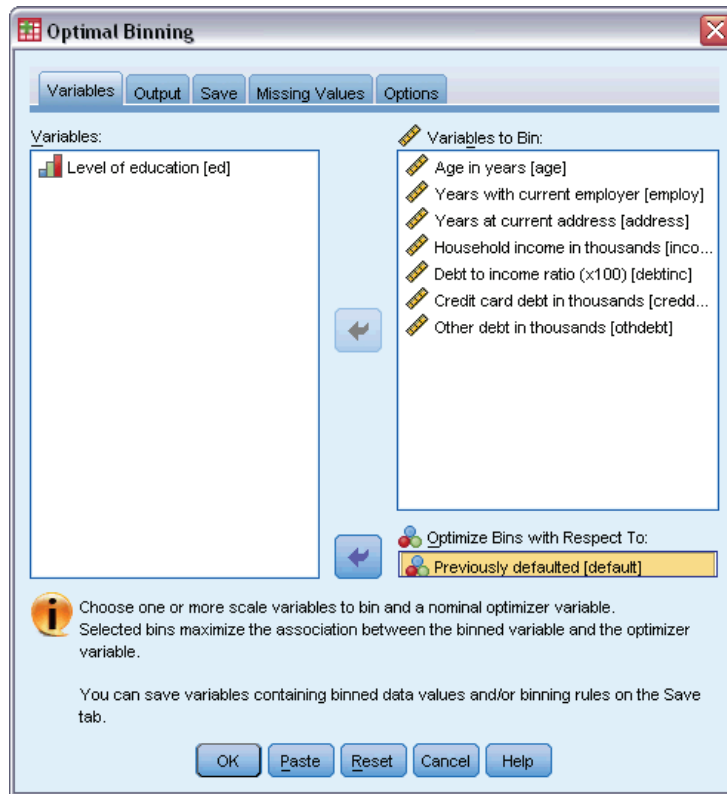 Optimal Binning
Variables Output Save Missing Values Options
Variables:
Level of education [ed]
Variables to Bin:
Age in years [age]
Years with current employer [employ]
Years at current address [address]
Household income in thousands [inco...
Debt to income ratio (x100) [debtinc]
Credit card debt in thousands [credd...
Other debt in thousands [othdebt]
Optimize Bins with Respect To:
Previously defaulted [default]
Choose one or more scale variables to bin and a nominal optimizer variable.
Selected bins maximize the association between the binned variable and the optimizer
variable.
You can save variables containing binned data values and/or binning rules on the Save
tab.
OK Paste Reset Cancel Help